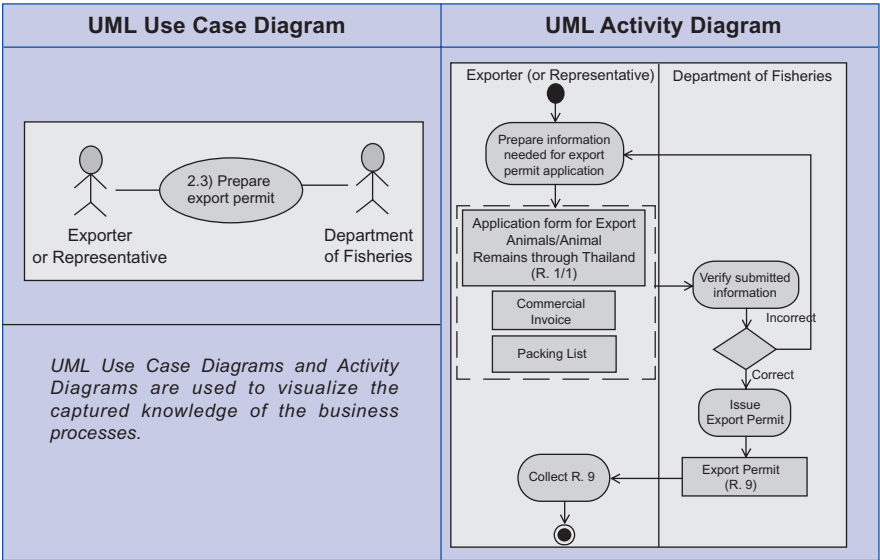 UML Use Case Diagram
2.3) Prepare
export permit
Exporter
or Representative
Department
of Fisheries
UML Use Case Diagrams and Activity
Diagrams are used to visualize the
captured knowledge of the business
processes.
UML Activity Diagram
Exporter (or Representative)
Department of Fisheries
Prepare information
needed for export
permit application
Application form for Export
Animals/Animal
Remains through Thailand
(R. 1/1)
Commercial
Invoice
Packing List
Verify submitted
information
Incorrect
Correct
Issue
Export Permit
Export Permit
(R. 9)
Collect R. 9